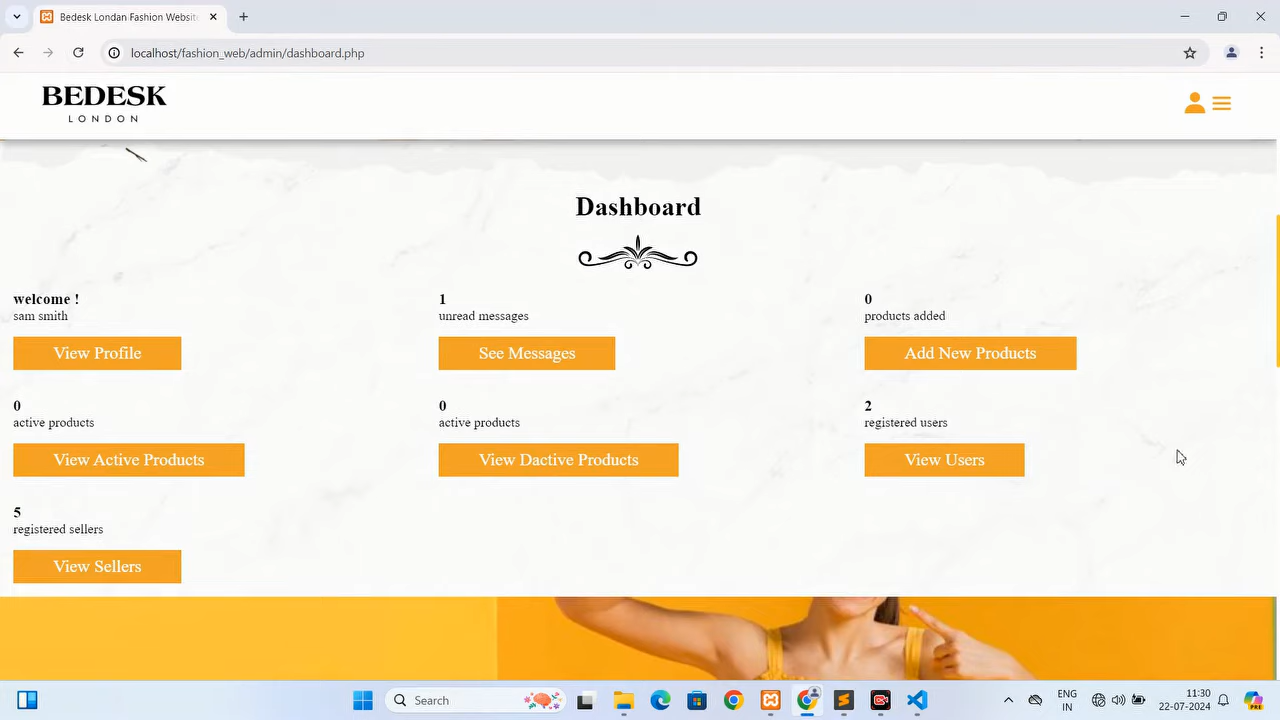 Bedesk Londan Fashion Website
localhost/fashion_web/admin/dashboard.php
BEDESK
LONDON
Dashboard
welcome !
sam smith
View Profile
1
unread messages
See Messages
0
products added
Add New Products
0
active products
View Active Products
0
active products
View Dactive Products
2
registered users
View Users
5
registered sellers
View Sellers
Search
ENG
IN
11:30
22-07-2024
PRE